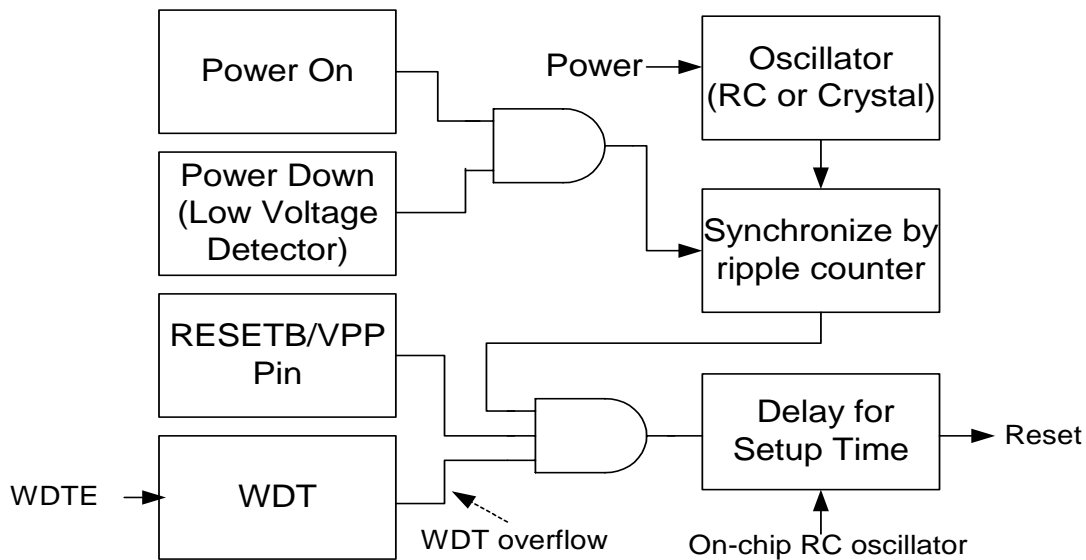 Power On
Power
Oscillator
(RC or Crystal)
Power Down
(Low Voltage
Detector)
Synchronize by
ripple counter
RESETB/VPP
Pin
Delay for
Setup Time
Reset
WDTE
WDT
WDT overflow
On-chip RC oscillator